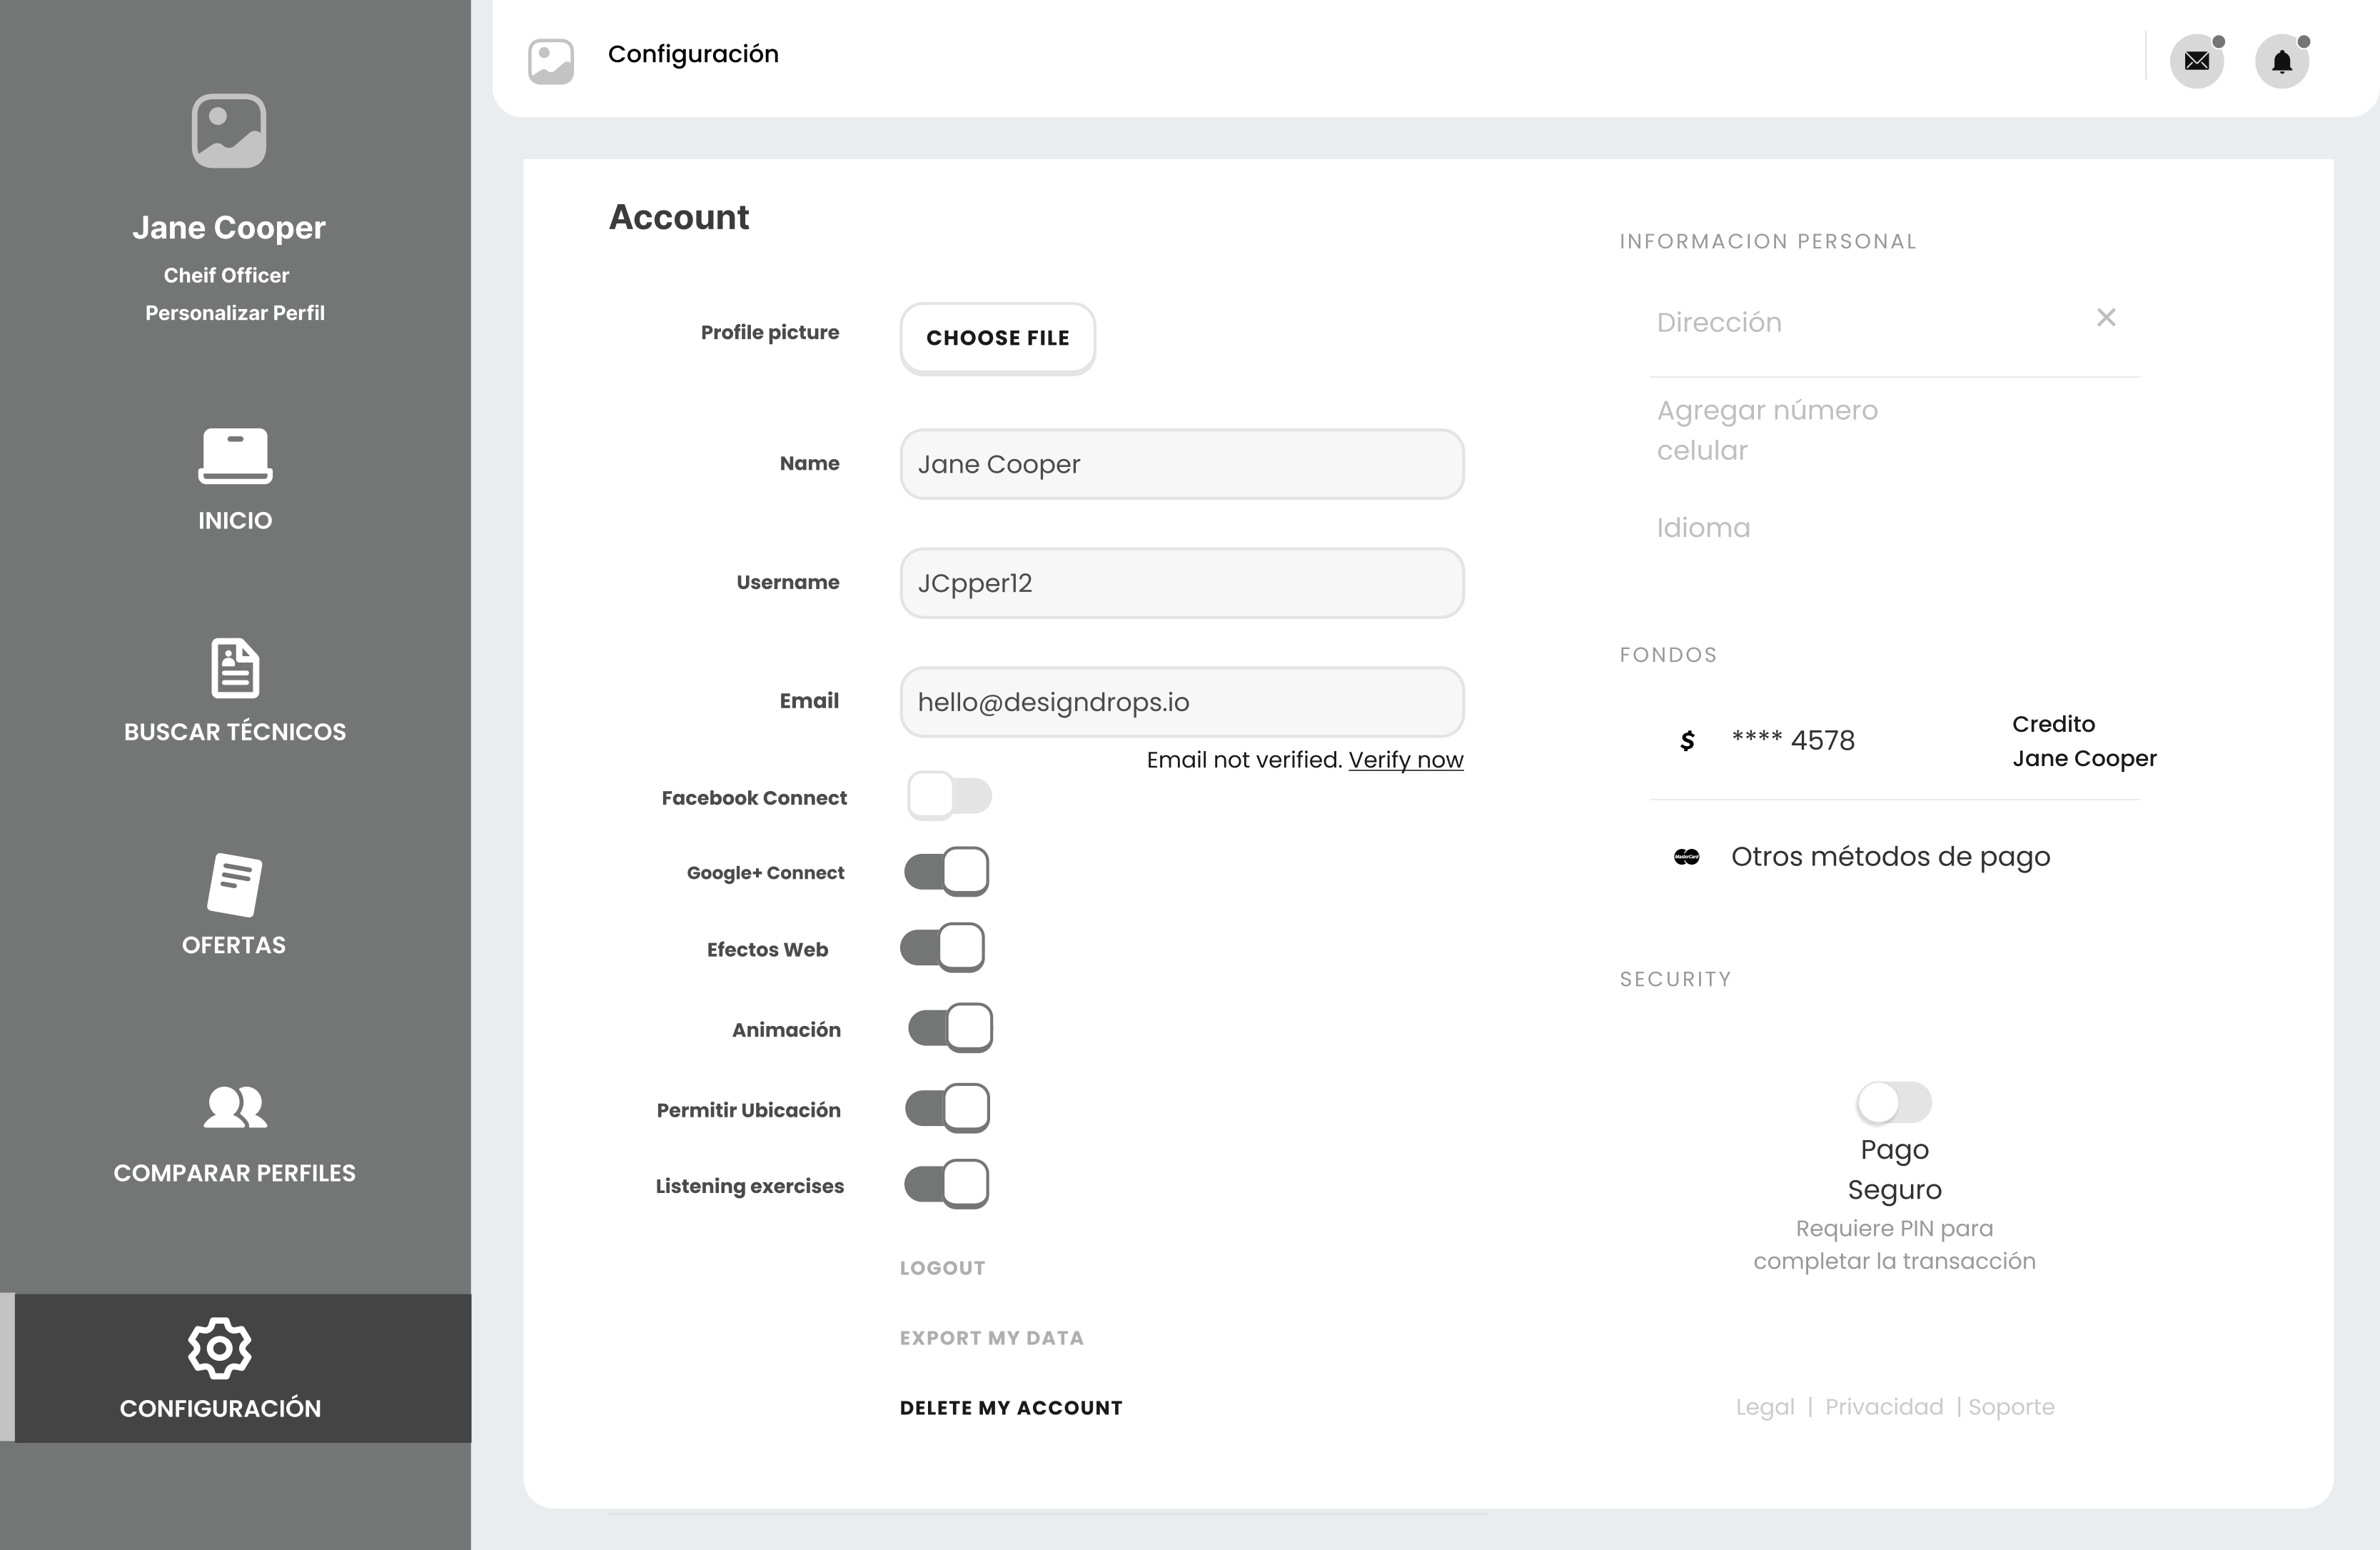 Jane Cooper
Cheif Officer
Personalizar Perfil
INICIO
BUSCAR TÉCNICOS
OFERTAS
COMPARAR PERFILES
CONFIGURACIÓN
Configuración
Account
Profile picture
CHOOSE FILE
Name
Jane Cooper
Username
JCpper12
Email
hello@designdrops.io
Email not verified. Verify now
Facebook Connect
Google+ Connect
Efectos Web
Animación
Permitir Ubicación
Listening exercises
LOGOUT
EXPORT MY DATA
DELETE MY ACCOUNT
INFORMACION PERSONAL
Dirección
Agregar número
celular
Idioma
FONDOS
$ **** 4578
Credito
Jane Cooper
MasterCard
Otros métodos de pago
SECURITY
Pago
Seguro
Requiere PIN para
completar la transacción
Legal | Privacidad | Soporte